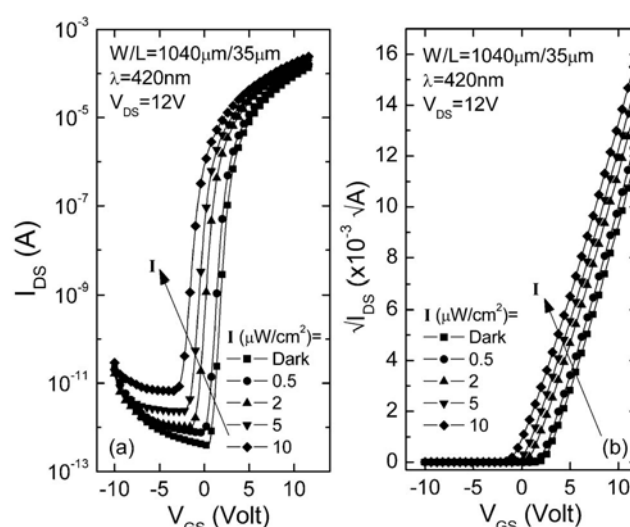 W/L=1040μm/35μm
λ=420nm
V_DS=12V
I_DS (A)
10⁻³
10⁻⁵
10⁻⁷
10⁻⁹
10⁻¹¹
10⁻¹³
I
I (μW/cm²)=
Dark
0.5
2
5
10
(a)
-10 -5 0 5 10
V_GS (Volt)
W/L=1040μm/35μm
λ=420nm
V_DS=12V
√I_DS (x10⁻³ √A)
16
14
12
10
8
6
4
2
0
I
I (μW/cm²)=
Dark
0.5
2
5
10
(b)
-10 -5 0 5 10
V_GS (Volt)